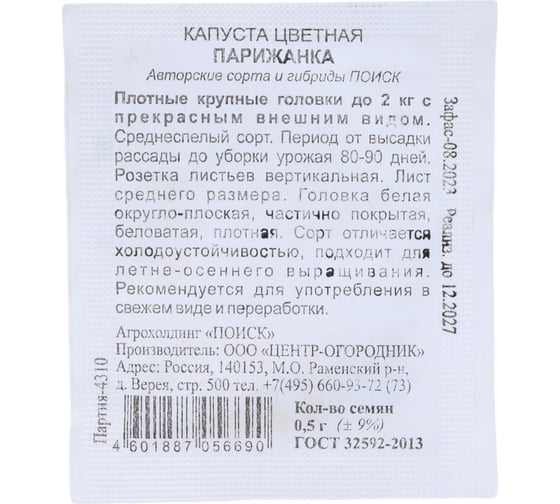 КАПУСТА ЦВЕТНАЯ
ПАРИЖАНКА
Авторские сорта и гибриды ПОИСК
Плотные крупные головки до 2 кг с
прекрасным внешним видом.
Среднеспелый сорт. Период от высадки
рассады до уборки урожая 80-90 дней.
Розетка листьев вертикальная. Лист
среднего размера. Головка белая
округло-плоская, частично покрытая,
беловатая, плотная. Сорт отличается
холодоустойчивостью, подходит для
летне-осеннего выращивания.
Рекомендуется для употребления в
свежем виде и переработки.
Агрохолдинг «ПОИСК»
Производитель: ООО «ЦЕНТР-ОГОРОДНИК»
Адрес: Россия, 140153, М.О. Раменский р-н,
д. Верея, стр. 500 тел. +7(495) 660-93-72 (73)
Партия-4310
4 601887 056690
Кол-во семян
0,5 г (± 9%)
ГОСТ 32592-2013
Зафас-08.2023 Реализ. до 12.2027